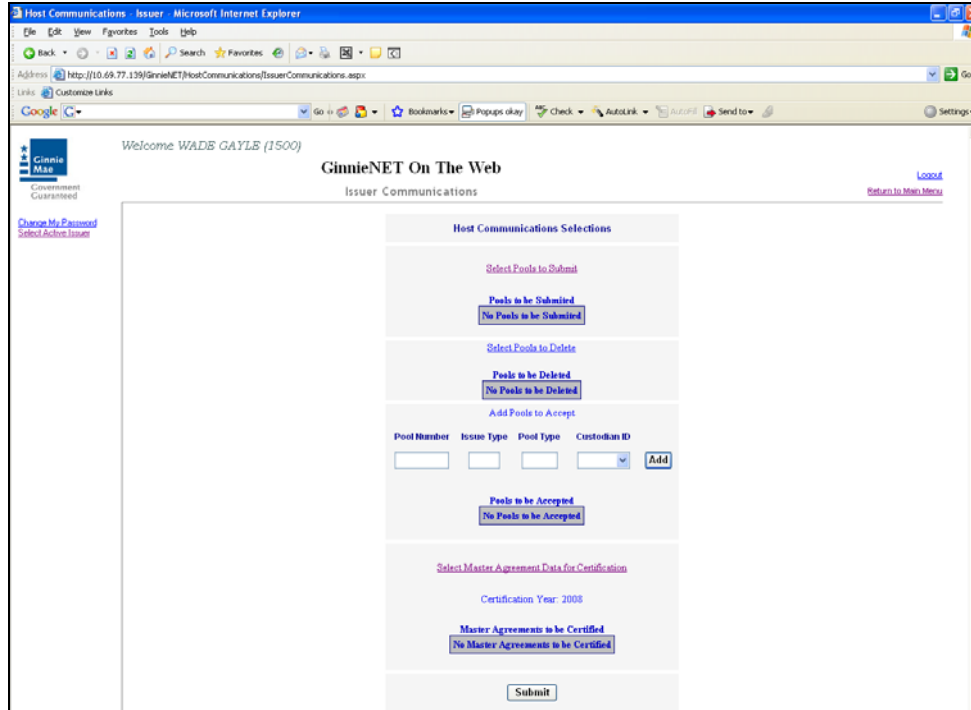 Host Communications - Issuer - Microsoft Internet Explorer
File Edit View Favorites Tools Help
Back Search Favorites
Address http://10.69.77.139/GinnieNET/HostCommunications/IssuerCommunications.aspx Go
Links Customize Links
Google G Go Bookmarks Popups okay Check AutoLink AutoFill Send to Settings
Ginnie
Mae
Government
Guaranteed
Welcome WADE GAYLE (1500)
GinnieNET On The Web
Issuer Communications
Logout
Return to Main Menu
Change My Password
Select Active Issuer
Host Communications Selections
Select Pools to Submit
Pools to be Submited
No Pools to be Submited
Select Pools to Delete
Pools to be Deleted
No Pools to be Deleted
Add Pools to Accept
Pool Number Issue Type Pool Type Custodian ID
Add
Pools to be Accepted
No Pools to be Accepted
Select Master Agreement Data for Certification
Certification Year: 2008
Master Agreements to be Certified
No Master Agreements to be Certified
Submit